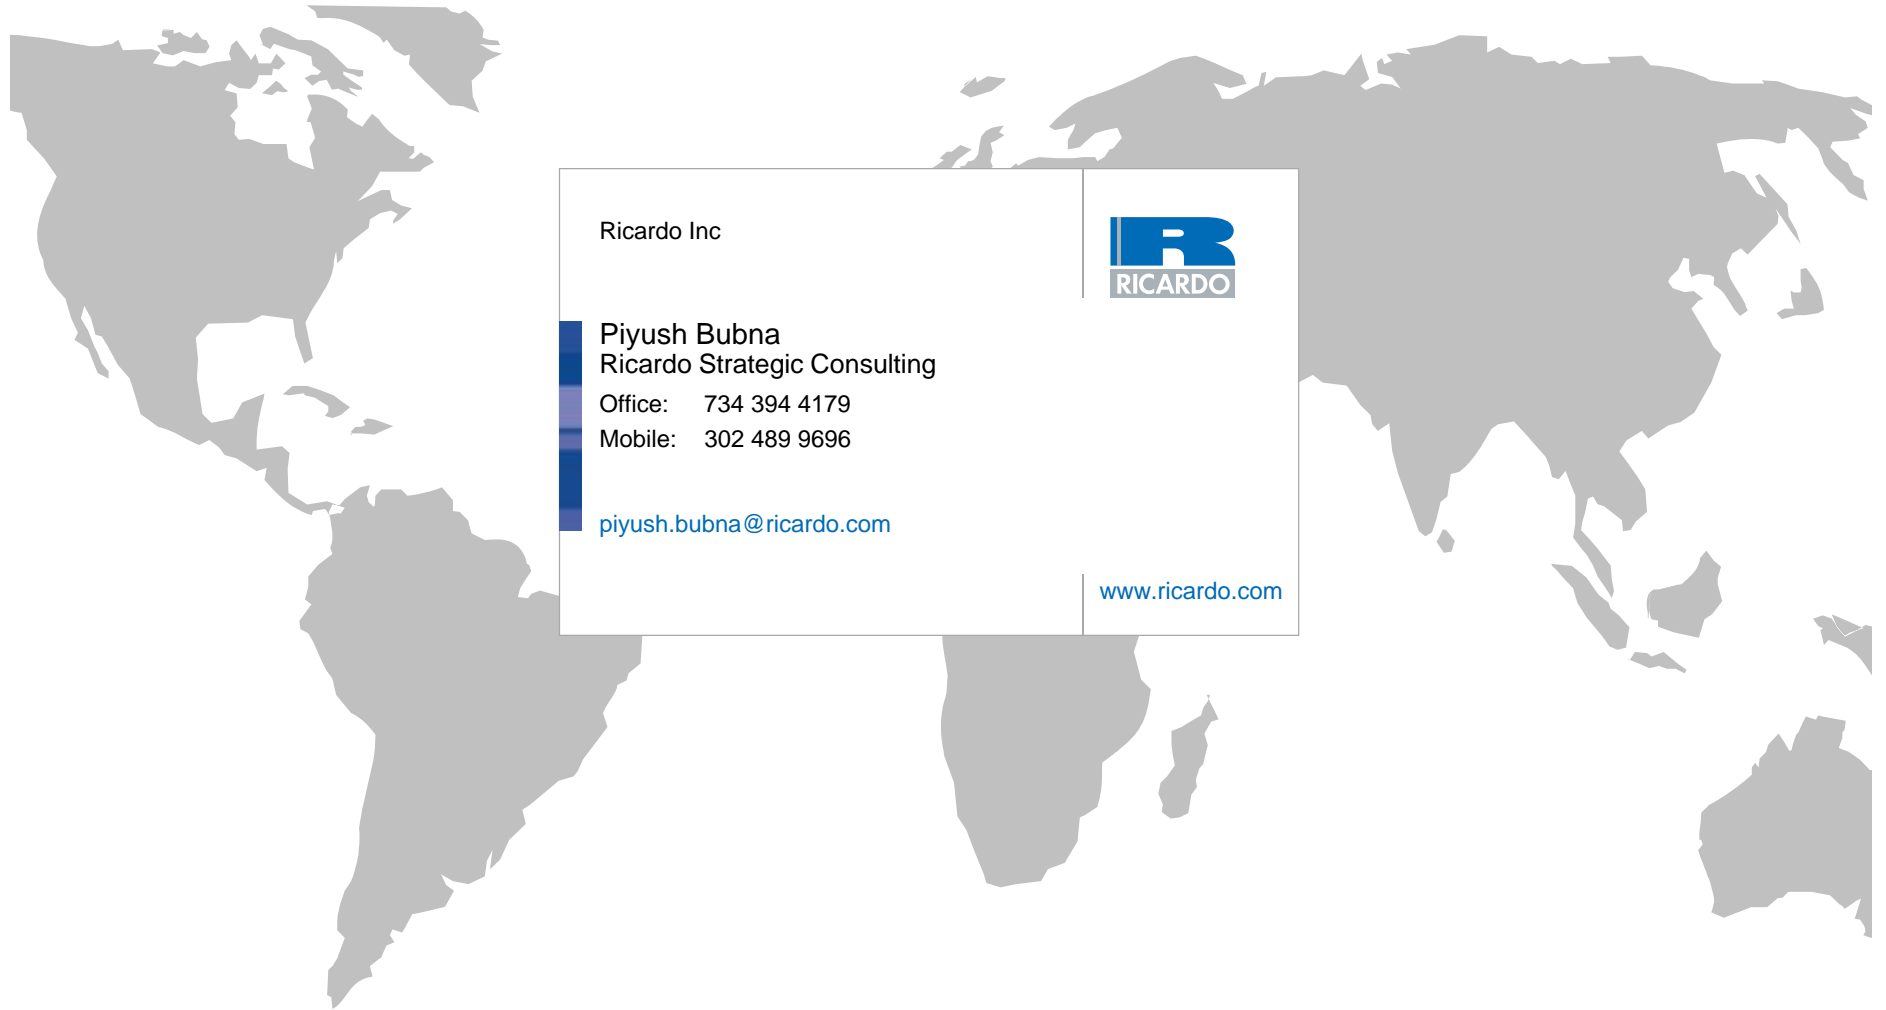 Ricardo Inc
RICARDO
Piyush Bubna
Ricardo Strategic Consulting
Office: 734 394 4179
Mobile: 302 489 9696
piyush.bubna@ricardo.com
www.ricardo.com